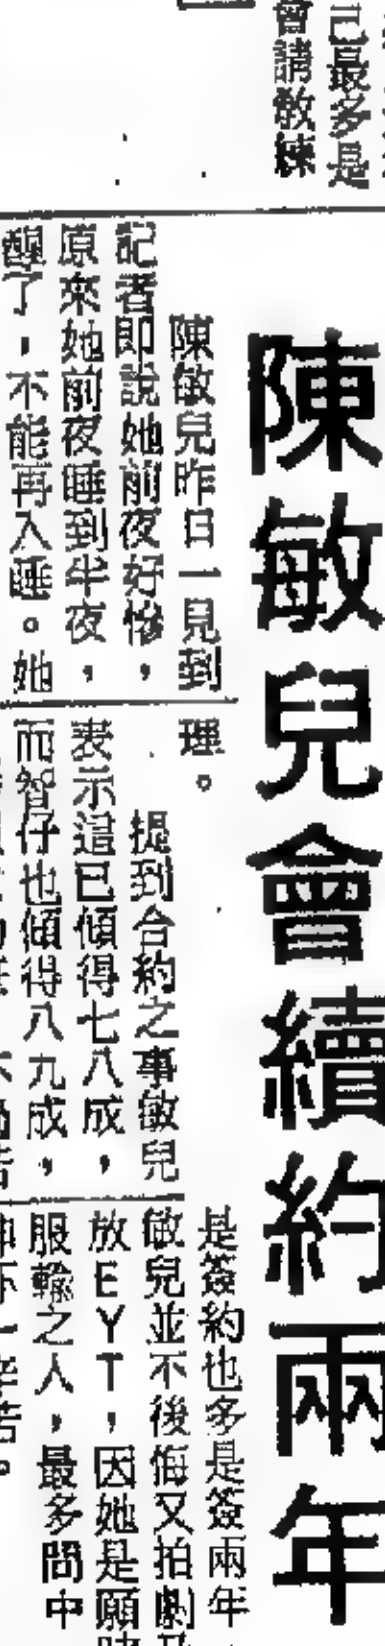 己最多是
會請教練
陳敏兒會續約兩年
陳敏兒昨日一見到
記者即說她前夜好慘，
原來她前夜睡到半夜，
醒了，不能再入睡。她
理。
提到合約之事敏兒
表示這已傾得七八成，
而智仔也傾得八九成，
是簽約也多是簽兩年，
敏兒並不後悔又拍劇及
放EYT，因她是願賭
服輸之人，最多間中